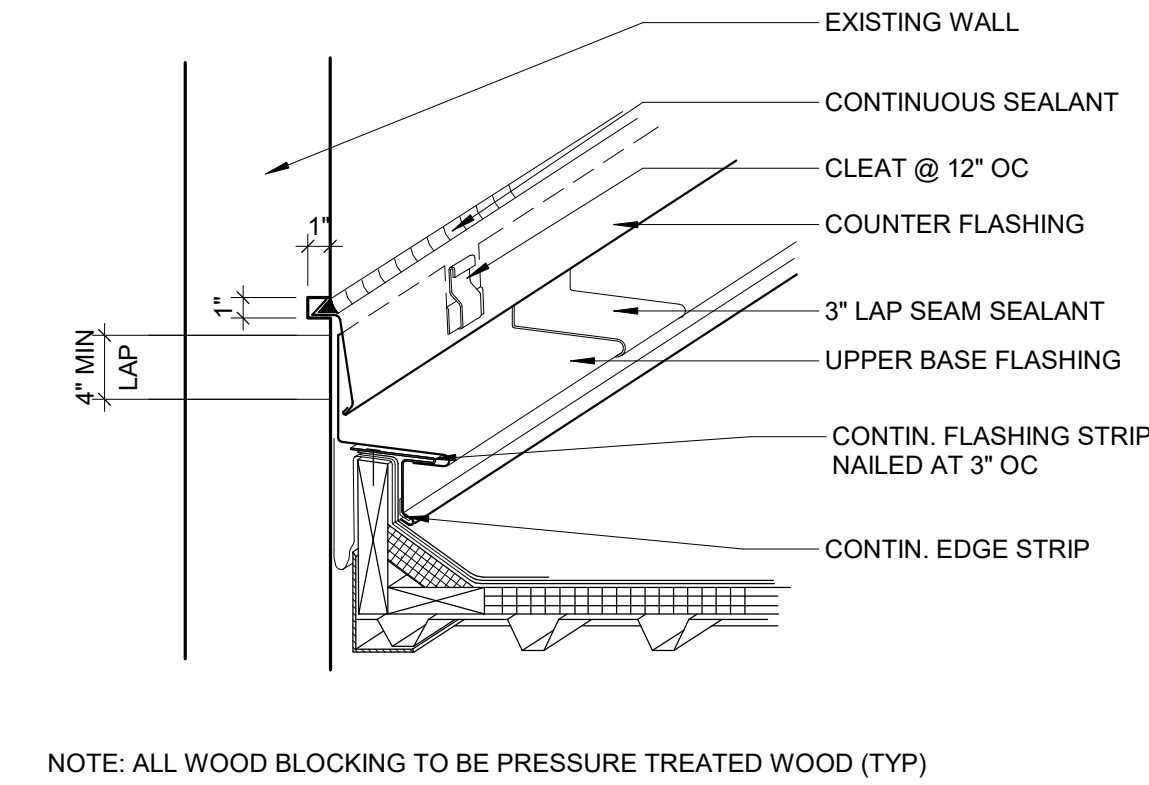 EXISTING WALL
CONTINUOUS SEALANT
CLEAT @ 12" OC
COUNTER FLASHING
1"
1"
3" LAP SEAM SEALANT
4" MIN
LAP
UPPER BASE FLASHING
CONTIN. FLASHING STRIP
NAILED AT 3" OC
CONTIN. EDGE STRIP
NOTE: ALL WOOD BLOCKING TO BE PRESSURE TREATED WOOD (TYP)